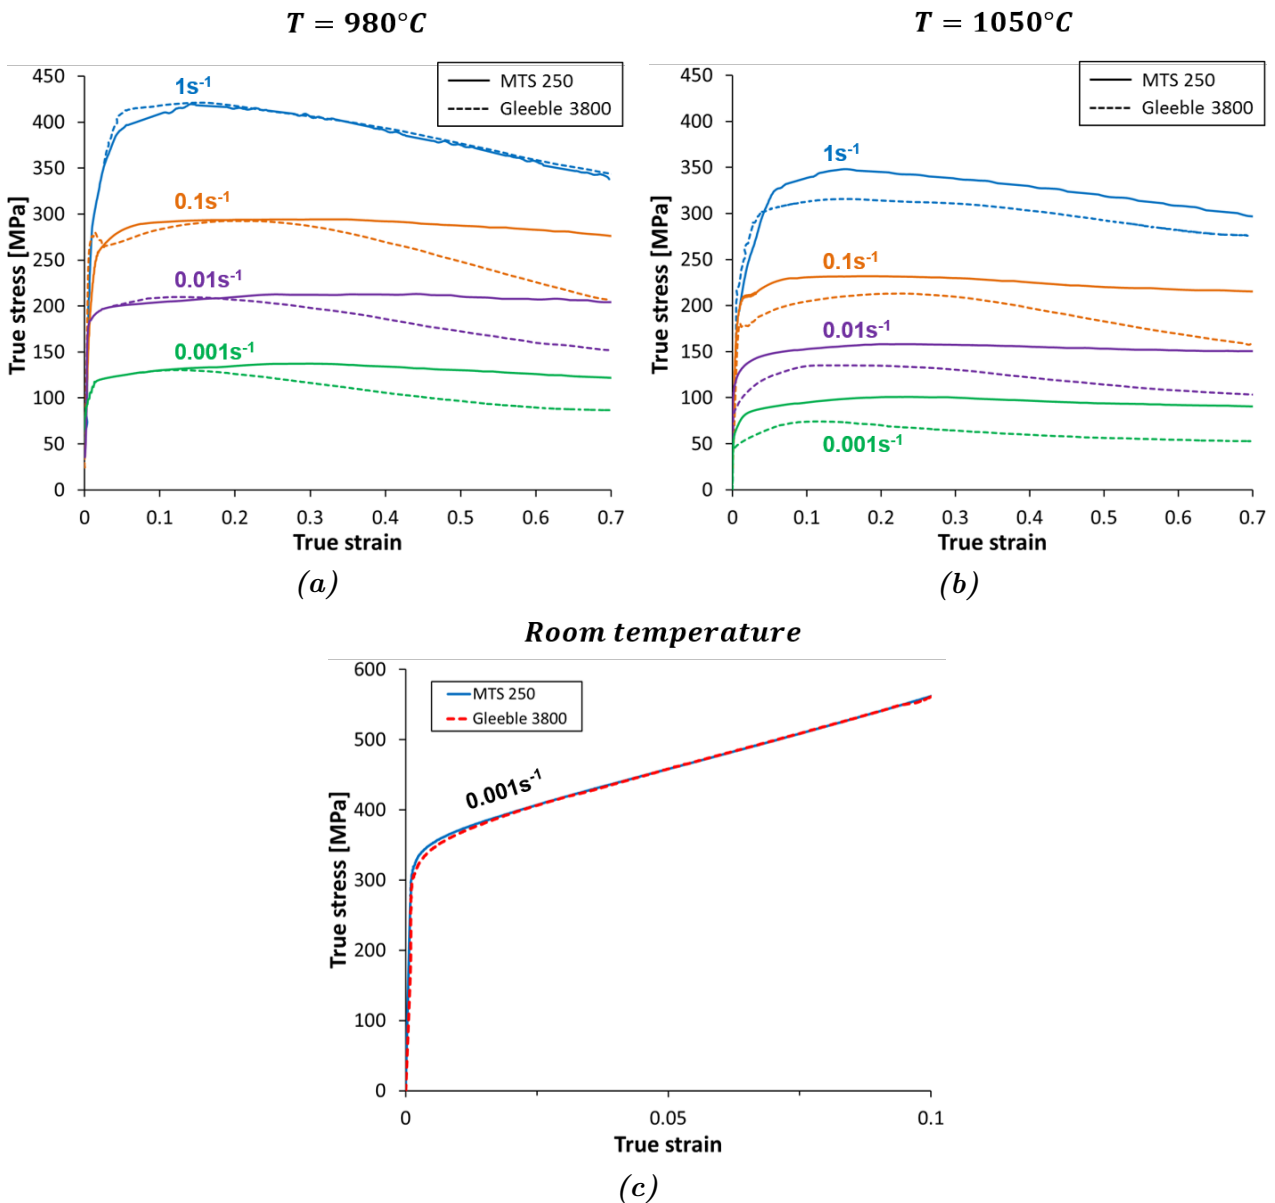 T = 980°C
T = 1050°C
MTS 250
Gleeble 3800
1s-1
0.1s-1
0.01s-1
0.001s-1
True stress [MPa]
450
400
350
300
250
200
150
100
50
0
0 0.1 0.2 0.3 0.4 0.5 0.6 0.7
True strain
(a)
MTS 250
Gleeble 3800
1s-1
0.1s-1
0.01s-1
0.001s-1
True stress [MPa]
450
400
350
300
250
200
150
100
50
0
0 0.1 0.2 0.3 0.4 0.5 0.6 0.7
True strain
(b)
Room temperature
MTS 250
Gleeble 3800
0.001s-1
True stress [MPa]
600
500
400
300
200
100
0
0 0.05 0.1
True strain
(c)